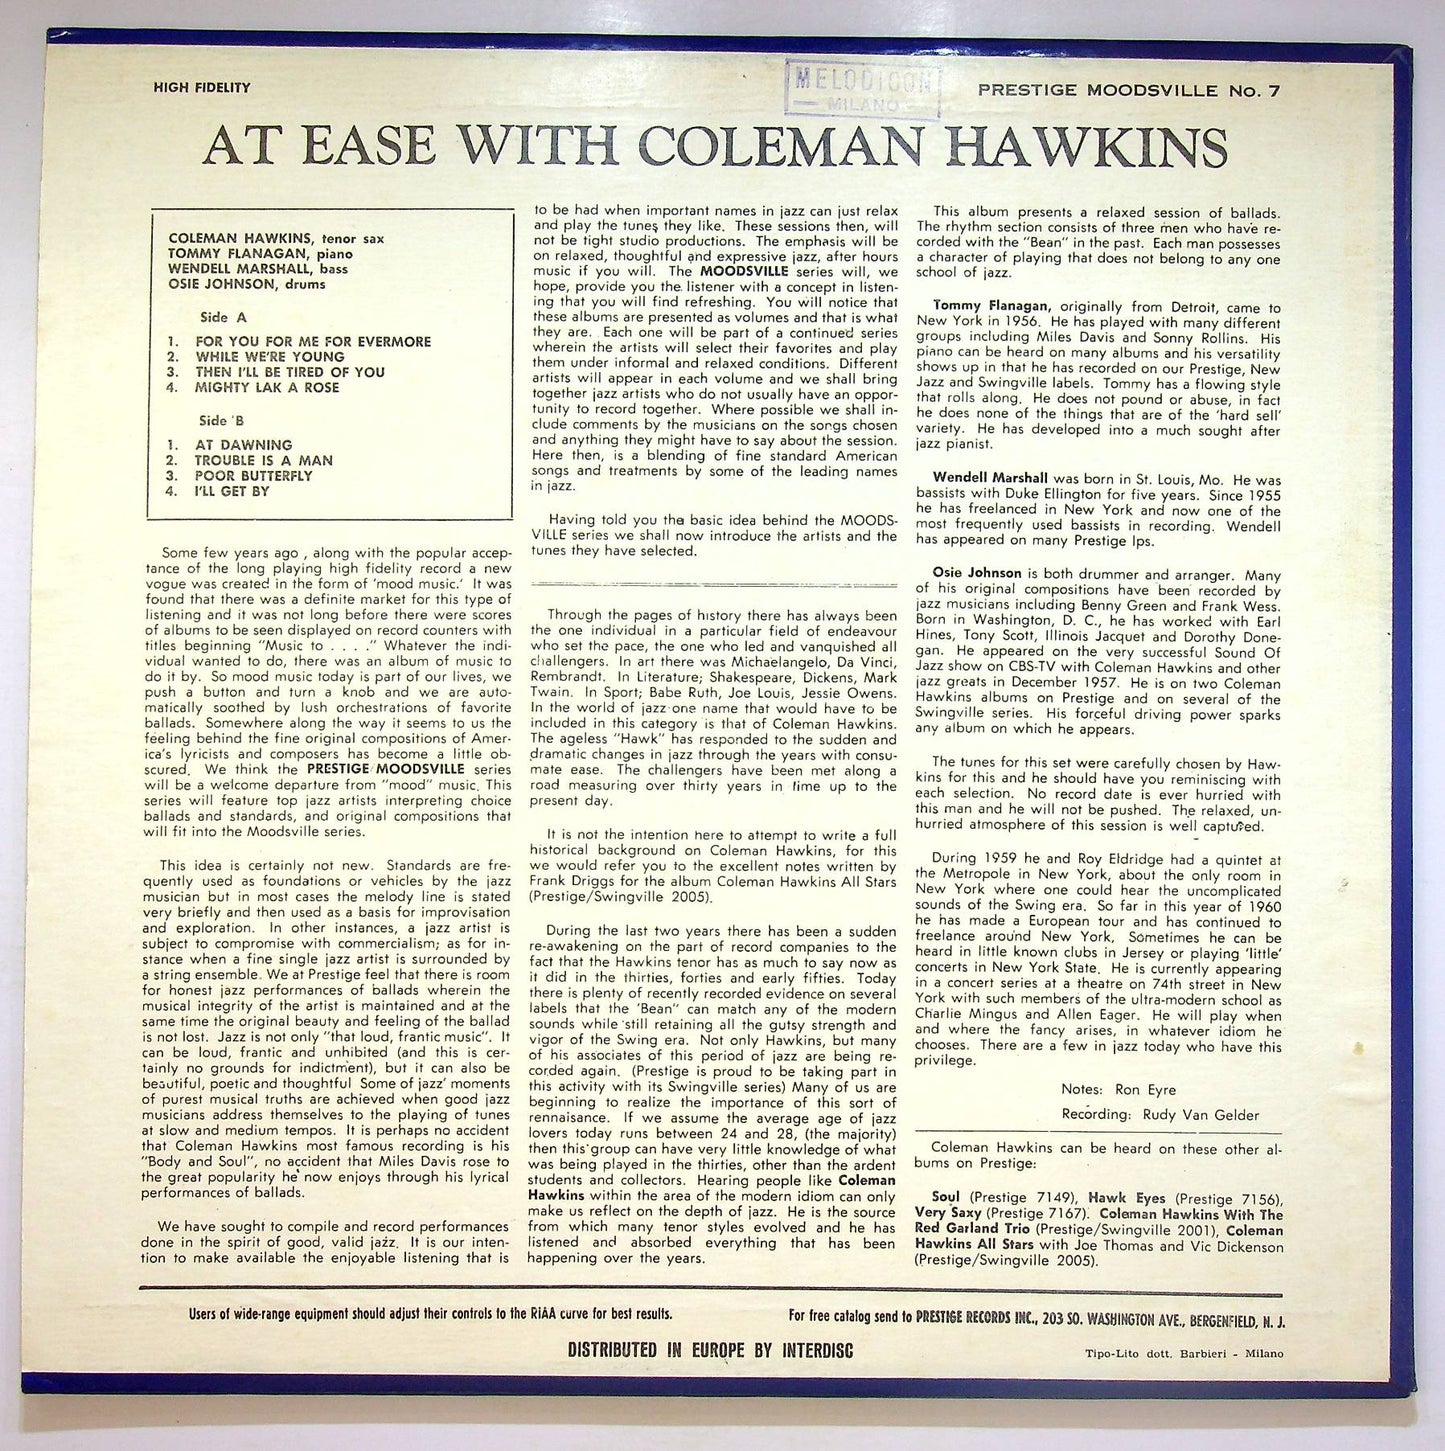 HIGH FIDELITY
MELODICON
MILANO
PRESTIGE MOODSVILLE No. 7
AT EASE WITH COLEMAN HAWKINS
COLEMAN HAWKINS, tenor sax
TOMMY FLANAGAN, piano
WENDELL MARSHALL, bass
OSIE JOHNSON, drums
Side A
1. FOR YOU FOR ME FOR EVERMORE
2. WHILE WE'RE YOUNG
3. THEN I'LL BE TIRED OF YOU
4. MIGHTY LAK A ROSE
Side B
1. AT DAWNING
2. TROUBLE IS A MAN
3. POOR BUTTERFLY
4. I'LL GET BY
Some few years ago , along with the popular accep-
tance of the long playing high fidelity record a new
vogue was created in the form of 'mood music.' It was
found that there was a definite market for this type of
listening and it was not long before there were scores
of albums to be seen displayed on record counters with
titles beginning "Music to . . . ." Whatever the indi-
vidual wanted to do, there was an album of music to
do it by. So mood music today is part of our lives, we
push a button and turn a knob and we are auto-
matically soothed by lush orchestrations of favorite
ballads. Somewhere along the way it seems to us the
feeling behind the fine original compositions of Amer-
ica's lyricists and composers has become a little ob-
scured. We think the PRESTIGE MOODSVILLE series
will be a welcome departure from "mood" music. This
series will feature top jazz artists interpreting choice
ballads and standards, and original compositions that
will fit into the Moodsville series.
This idea is certainly not new. Standards are fre-
quently used as foundations or vehicles by the jazz
musician but in most cases the melody line is stated
very briefly and then used as a basis for improvisation
and exploration. In other instances, a jazz artist is
subject to compromise with commercialism; as for in-
stance when a fine single jazz artist is surrounded by
a string ensemble. We at Prestige feel that there is room
for honest jazz performances of ballads wherein the
musical integrity of the artist is maintained and at the
same time the original beauty and feeling of the ballad
is not lost. Jazz is not only "that loud, frantic music". It
can be loud, frantic and unhibited (and this is cer-
tainly no grounds for indictment), but it can also be
beautiful, poetic and thoughtful Some of jazz' moments
of purest musical truths are achieved when good jazz
musicians address themselves to the playing of tunes
at slow and medium tempos. It is perhaps no accident
that Coleman Hawkins most famous recording is his
"Body and Soul", no accident that Miles Davis rose to
the great popularity he now enjoys through his lyrical
performances of ballads.
We have sought to compile and record performances
done in the spirit of good, valid jazz. It is our inten-
tion to make available the enjoyable listening that is
to be had when important names in jazz can just relax
and play the tunes they like. These sessions then, will
not be tight studio productions. The emphasis will be
on relaxed, thoughtful and expressive jazz, after hours
music if you will. The MOODSVILLE series will, we
hope, provide you the listener with a concept in listen-
ing that you will find refreshing. You will notice that
these albums are presented as volumes and that is what
they are. Each one will be part of a continued series
wherein the artists will select their favorites and play
them under informal and relaxed conditions. Different
artists will appear in each volume and we shall bring
together jazz artists who do not usually have an oppor-
tunity to record together. Where possible we shall in-
clude comments by the musicians on the songs chosen
and anything they might have to say about the session.
Here then, is a blending of fine standard American
songs and treatments by some of the leading names
in jazz.
Having told you the basic idea behind the MOODS-
VILLE series we shall now introduce the artists and the
tunes they have selected.
Through the pages of history there has always been
the one individual in a particular field of endeavour
who set the pace, the one who led and vanquished all
challengers. In art there was Michaelangelo, Da Vinci,
Rembrandt. In Literature; Shakespeare, Dickens, Mark
Twain. In Sport; Babe Ruth, Joe Louis, Jessie Owens.
In the world of jazz one name that would have to be
included in this category is that of Coleman Hawkins.
The ageless "Hawk" has responded to the sudden and
dramatic changes in jazz through the years with consu-
mate ease. The challengers have been met along a
road measuring over thirty years in time up to the
present day.
It is not the intention here to attempt to write a full
historical background on Coleman Hawkins, for this
we would refer you to the excellent notes written by
Frank Driggs for the album Coleman Hawkins All Stars
(Prestige/Swingville 2005).
During the last two years there has been a sudden
re-awakening on the part of record companies to the
fact that the Hawkins tenor has as much to say now as
it did in the thirties, forties and early fifties. Today
there is plenty of recently recorded evidence on several
labels that the 'Bean" can match any of the modern
sounds while still retaining all the gutsy strength and
vigor of the Swing era. Not only Hawkins, but many
of his associates of this period of jazz are being re-
corded again. (Prestige is proud to be taking part in
this activity with its Swingville series) Many of us are
beginning to realize the importance of this sort of
rennaisance. If we assume the average age of jazz
lovers today runs between 24 and 28, (the majority)
then this group can have very little knowledge of what
was being played in the thirties, other than the ardent
students and collectors. Hearing people like Coleman
Hawkins within the area of the modern idiom can only
make us reflect on the depth of jazz. He is the source
from which many tenor styles evolved and he has
listened and absorbed everything that has been
happening over the years.
This album presents a relaxed session of ballads.
The rhythm section consists of three men who have re-
corded with the "Bean" in the past. Each man possesses
a character of playing that does not belong to any one
school of jazz.
Tommy Flanagan, originally from Detroit, came to
New York in 1956. He has played with many different
groups including Miles Davis and Sonny Rollins. His
piano can be heard on many albums and his versatility
shows up in that he has recorded on our Prestige, New
Jazz and Swingville labels. Tommy has a flowing style
that rolls along. He does not pound or abuse, in fact
he does none of the things that are of the 'hard sell'
variety. He has developed into a much sought after
jazz pianist.
Wendell Marshall was born in St. Louis, Mo. He was
bassists with Duke Ellington for five years. Since 1955
he has freelanced in New York and now one of the
most frequently used bassists in recording. Wendell
has appeared on many Prestige lps.
Osie Johnson is both drummer and arranger. Many
of his original compositions have been recorded by
jazz musicians including Benny Green and Frank Wess.
Born in Washington, D. C., he has worked with Earl
Hines, Tony Scott, Illinois Jacquet and Dorothy Done-
gan. He appeared on the very successful Sound Of
Jazz show on CBS-TV with Coleman Hawkins and other
jazz greats in December 1957. He is on two Coleman
Hawkins albums on Prestige and on several of the
Swingville series. His forceful driving power sparks
any album on which he appears.
The tunes for this set were carefully chosen by Haw-
kins for this and he should have you reminiscing with
each selection. No record date is ever hurried with
this man and he will not be pushed. The relaxed, un-
hurried atmosphere of this session is well captured.
During 1959 he and Roy Eldridge had a quintet at
the Metropole in New York, about the only room in
New York where one could hear the uncomplicated
sounds of the Swing era. So far in this year of 1960
he has made a European tour and has continued to
freelance around New York, Sometimes he can be
heard in little known clubs in Jersey or playing 'little'
concerts in New York State. He is currently appearing
in a concert series at a theatre on 74th street in New
York with such members of the ultra-modern school as
Charlie Mingus and Allen Eager. He will play when
and where the fancy arises, in whatever idiom he
chooses. There are a few in jazz today who have this
privilege.
Notes: Ron Eyre
Recording: Rudy Van Gelder
Coleman Hawkins can be heard on these other al-
bums on Prestige:
Soul (Prestige 7149), Hawk Eyes (Prestige 7156),
Very Saxy (Prestige 7167). Coleman Hawkins With The
Red Garland Trio (Prestige/Swingville 2001), Coleman
Hawkins All Stars with Joe Thomas and Vic Dickenson
(Prestige/Swingville 2005).
Users of wide-range equipment should adjust their controls to the RIAA curve for best results.
For free catalog send to PRESTIGE RECORDS INC., 203 SO. WASHINGTON AVE., BERGENFIELD, N. J.
DISTRIBUTED IN EUROPE BY INTERDISC
Tipo-Lito dott. Barbieri - Milano